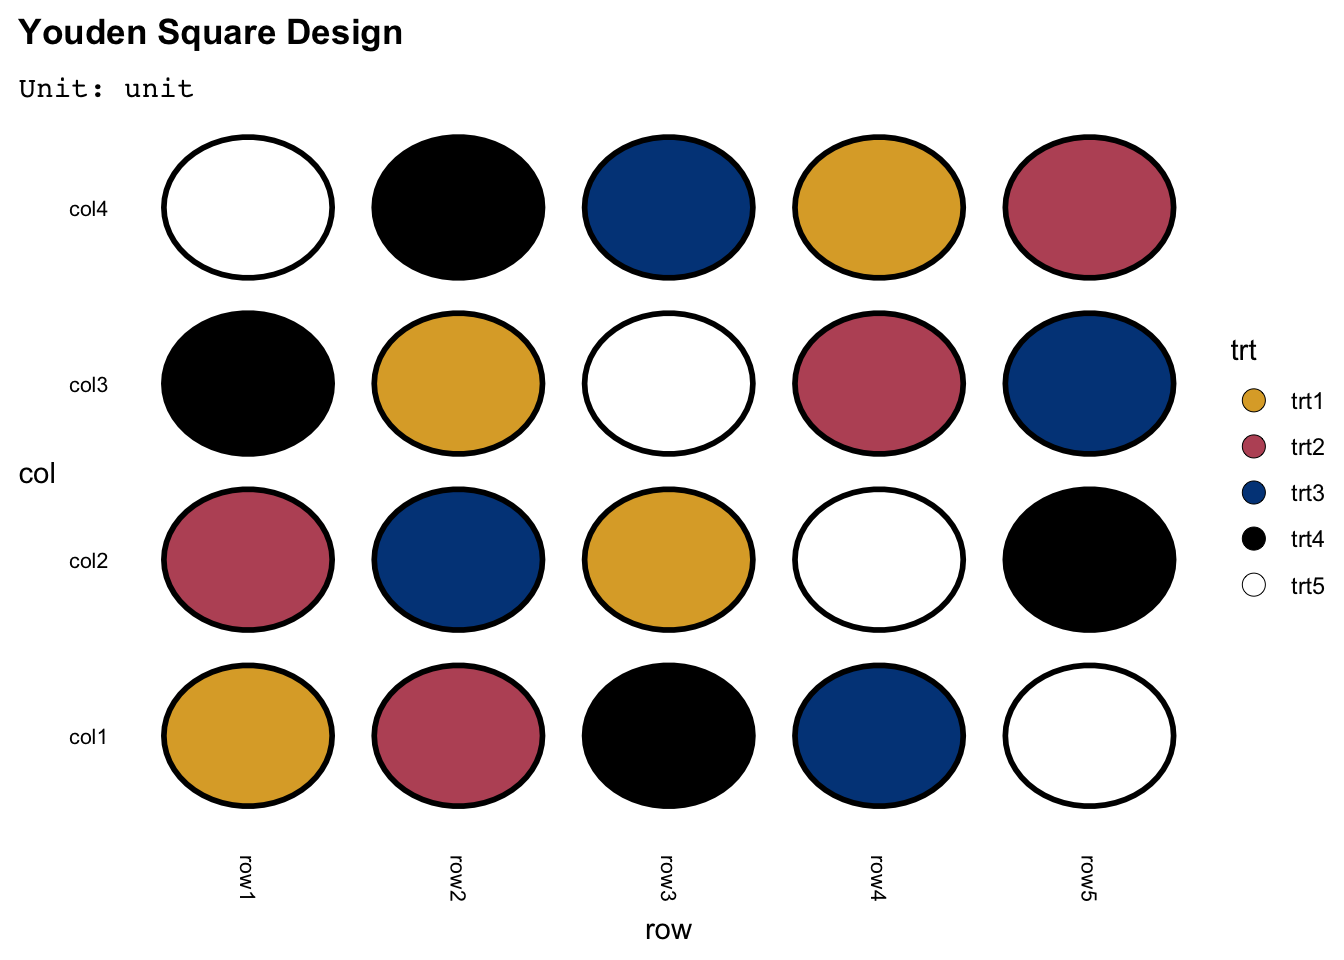 Youden Square Design
Unit: unit
col4
col3
col2
col1
col
row1
row2
row3
row4
row5
row
trt
trt1
trt2
trt3
trt4
trt5